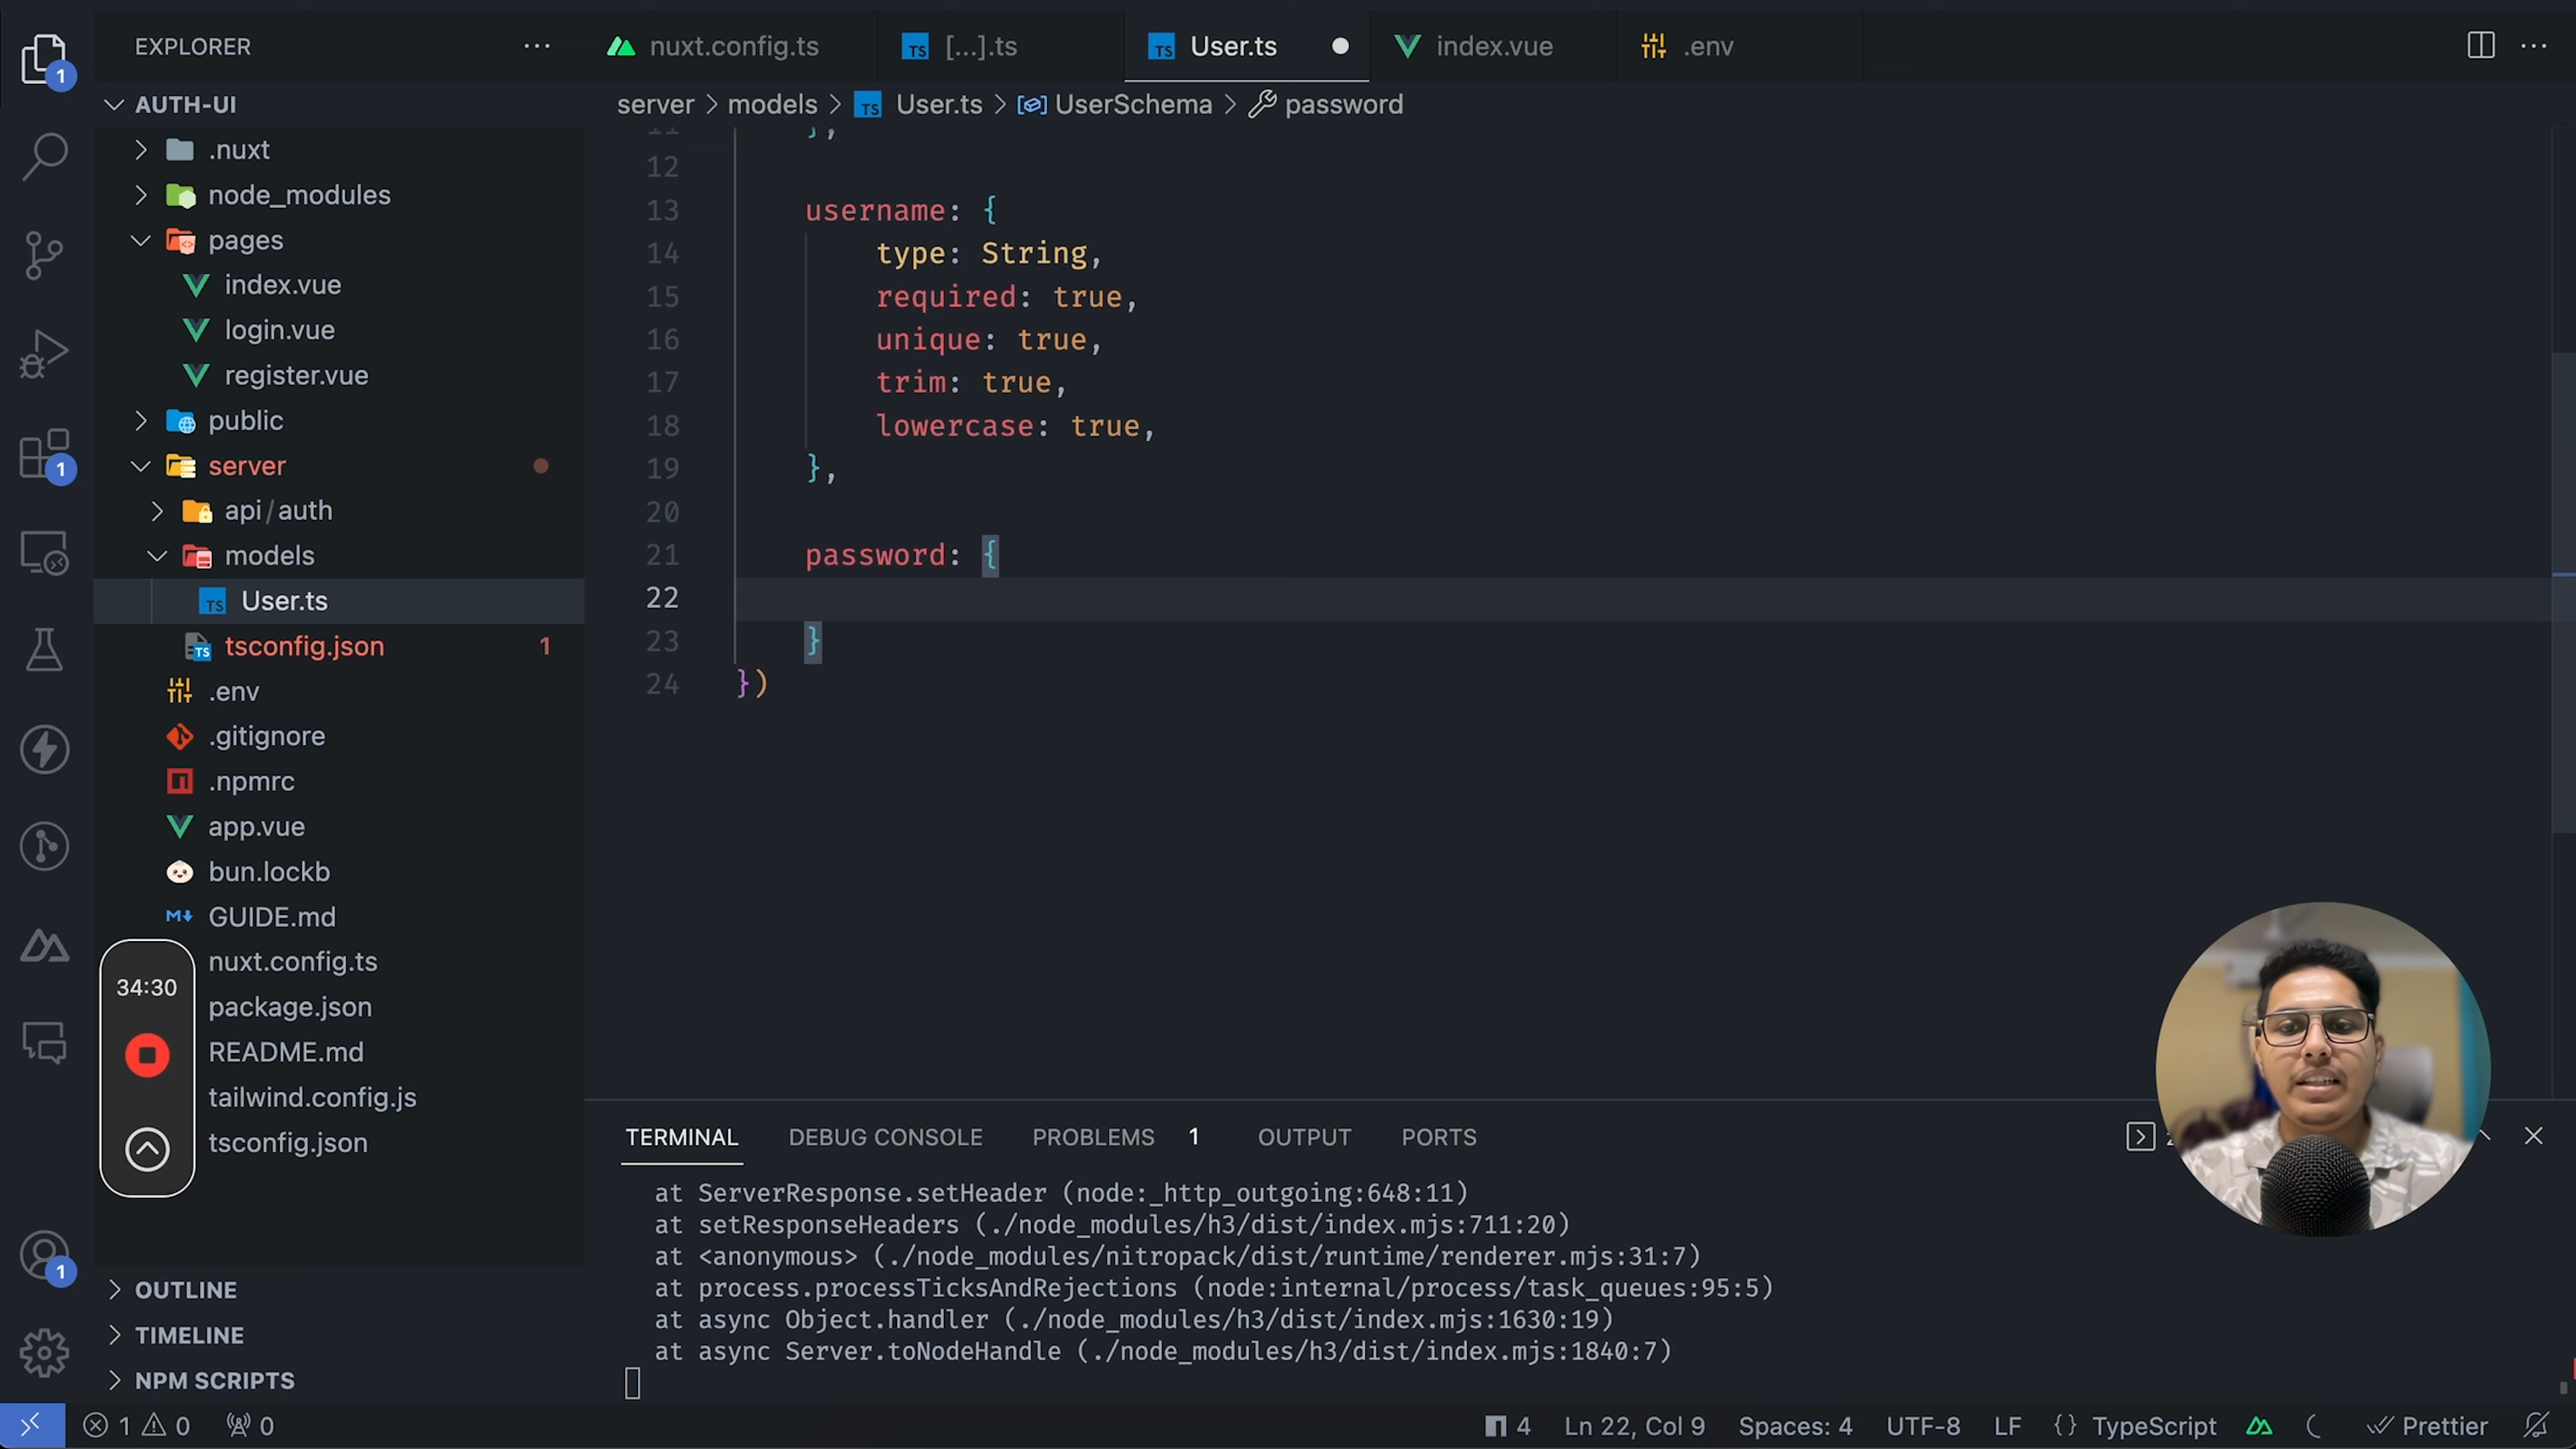 EXPLORER
nuxt.config.ts
[...].ts
User.ts
index.vue
.env
1
AUTH-UI
server > models > User.ts > UserSchema > password
.nuxt
node_modules
pages
index.vue
login.vue
register.vue
public
server
api/auth
models
User.ts
tsconfig.json 1
.env
.gitignore
.npmrc
app.vue
bun.lockb
GUIDE.md
nuxt.config.ts
package.json
README.md
tailwind.config.js
tsconfig.json
34:30
1
1
OUTLINE
TIMELINE
NPM SCRIPTS
11 },
12
13 username: {
14 type: String,
15 required: true,
16 unique: true,
17 trim: true,
18 lowercase: true,
19 },
20
21 password: {
22
23 }
24 })
TERMINAL DEBUG CONSOLE PROBLEMS 1 OUTPUT PORTS
at ServerResponse.setHeader (node:_http_outgoing:648:11)
at setResponseHeaders (./node_modules/h3/dist/index.mjs:711:20)
at <anonymous> (./node_modules/nitropack/dist/runtime/renderer.mjs:31:7)
at process.processTicksAndRejections (node:internal/process/task_queues:95:5)
at async Object.handler (./node_modules/h3/dist/index.mjs:1630:19)
at async Server.toNodeHandle (./node_modules/h3/dist/index.mjs:1840:7)
1 0 0
4 Ln 22, Col 9 Spaces: 4 UTF-8 LF {} TypeScript Prettier